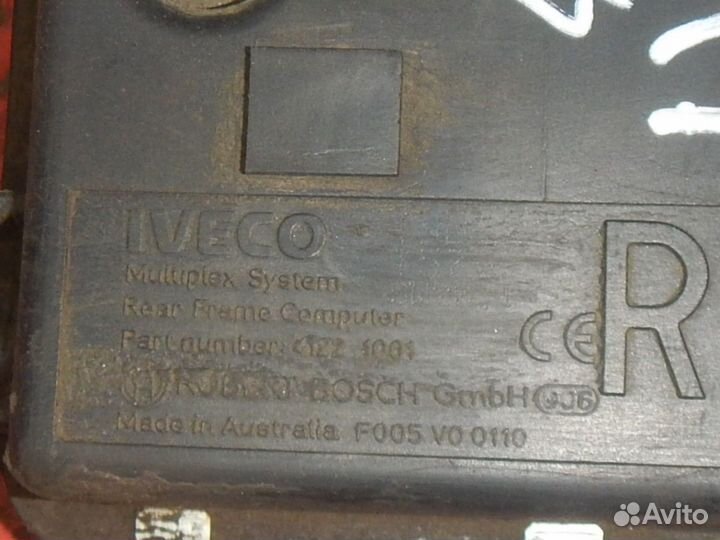 IVECO
Multiplex System
Rear Frame Computer
Part number: 4122 1001
ROBERT BOSCH GmbH
CE
R
Made in Australia F005 V0 0110
Avito